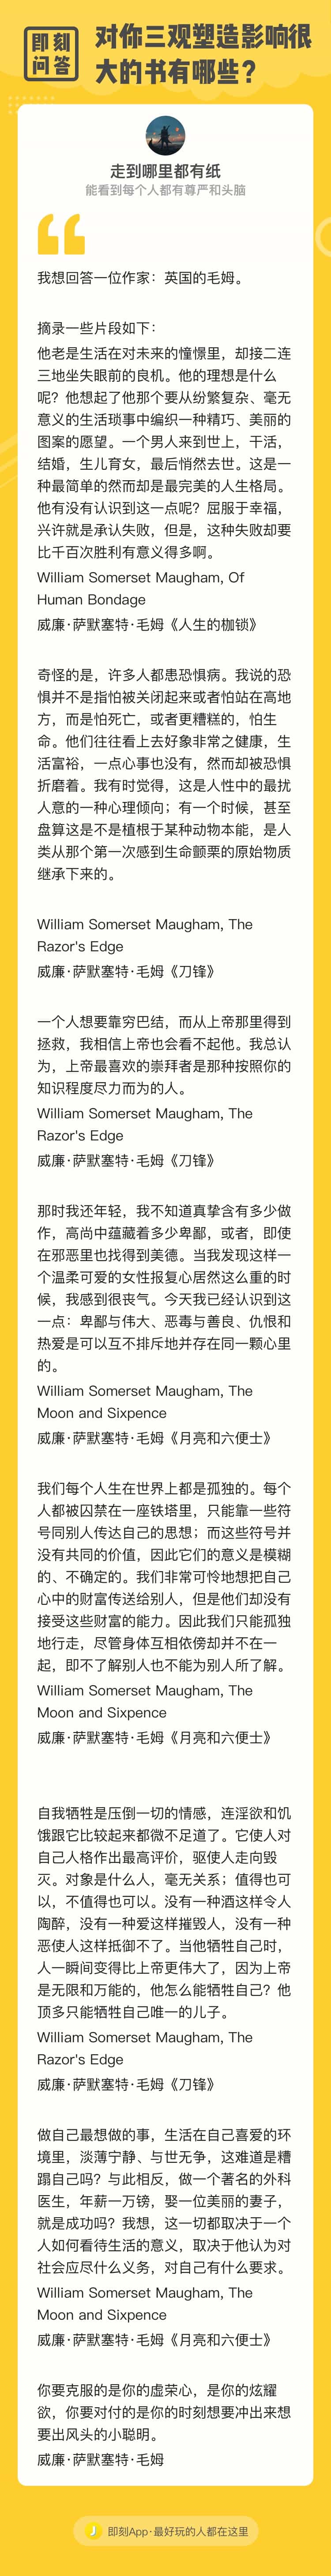 即刻
问答
对你三观塑造影响很
大的书有哪些?
走到哪里都有纸
能看到每个人都有尊严和头脑
我想回答一位作家：英国的毛姆。
摘录一些片段如下：
他老是生活在对未来的憧憬里，却接二连
三地坐失眼前的良机。他的理想是什么
呢？他想起了他那个要从纷繁复杂、毫无
意义的生活琐事中编织一种精巧、美丽的
图案的愿望。一个男人来到世上，干活，
结婚，生儿育女，最后悄然去世。这是一
种最简单的然而却是最完美的人生格局。
他有没有认识到这一点呢？屈服于幸福，
兴许就是承认失败，但是，这种失败却要
比千百次胜利有意义得多啊。
William Somerset Maugham, Of
Human Bondage
威廉·萨默塞特·毛姆《人生的枷锁》
奇怪的是，许多人都患恐惧病。我说的恐
惧并不是指怕被关闭起来或者怕站在高地
方，而是怕死亡，或者更糟糕的，怕生
命。他们往往看上去好象非常之健康，生
活富裕，一点心事也没有，然而却被恐惧
折磨着。我有时觉得，这是人性中的最扰
人意的一种心理倾向；有一个时候，甚至
盘算这是不是植根于某种动物本能，是人
类从那个第一次感到生命颤栗的原始物质
继承下来的。
William Somerset Maugham, The
Razor's Edge
威廉·萨默塞特·毛姆《刀锋》
一个人想要靠穷巴结，而从上帝那里得到
拯救，我相信上帝也会看不起他。我总认
为，上帝最喜欢的崇拜者是那种按照你的
知识程度尽力而为的人。
William Somerset Maugham, The
Razor's Edge
威廉·萨默塞特·毛姆《刀锋》
那时我还年轻，我不知道真挚含有多少做
作，高尚中蕴藏着多少卑鄙，或者，即使
在邪恶里也找得到美德。当我发现这样一
个温柔可爱的女性报复心居然这么重的时
候，我感到很丧气。今天我已经认识到这
一点：卑鄙与伟大、恶毒与善良、仇恨和
热爱是可以互不排斥地并存在同一颗心里
的。
William Somerset Maugham, The
Moon and Sixpence
威廉·萨默塞特·毛姆《月亮和六便士》
我们每个人生在世界上都是孤独的。每个
人都被囚禁在一座铁塔里，只能靠一些符
号同别人传达自己的思想；而这些符号并
没有共同的价值，因此它们的意义是模糊
的、不确定的。我们非常可怜地想把自己
心中的财富传送给别人，但是他们却没有
接受这些财富的能力。因此我们只能孤独
地行走，尽管身体互相依傍却并不在一
起，即不了解别人也不能为别人所了解。
William Somerset Maugham, The
Moon and Sixpence
威廉·萨默塞特·毛姆《月亮和六便士》
自我牺牲是压倒一切的情感，连淫欲和饥
饿跟它比较起来都微不足道了。它使人对
自己人格作出最高评价，驱使人走向毁
灭。对象是什么人，毫无关系；值得也可
以，不值得也可以。没有一种酒这样令人
陶醉，没有一种爱这样摧毁人，没有一种
恶使人这样抵御不了。当他牺牲自己时，
人一瞬间变得比上帝更伟大了，因为上帝
是无限和万能的，他怎么能牺牲自己？他
顶多只能牺牲自己唯一的儿子。
William Somerset Maugham, The
Razor's Edge
威廉·萨默塞特·毛姆《刀锋》
做自己最想做的事，生活在自己喜爱的环
境里，淡薄宁静、与世无争，这难道是糟
蹋自己吗？与此相反，做一个著名的外科
医生，年薪一万镑，娶一位美丽的妻子，
就是成功吗？我想，这一切都取决于一个
人如何看待生活的意义，取决于他认为对
社会应尽什么义务，对自己有什么要求。
William Somerset Maugham, The
Moon and Sixpence
威廉·萨默塞特·毛姆《月亮和六便士》
你要克服的是你的虚荣心，是你的炫耀
欲，你要对付的是你的时刻想要冲出来想
要出风头的小聪明。
威廉·萨默塞特·毛姆
即刻App·最好玩的人都在这里